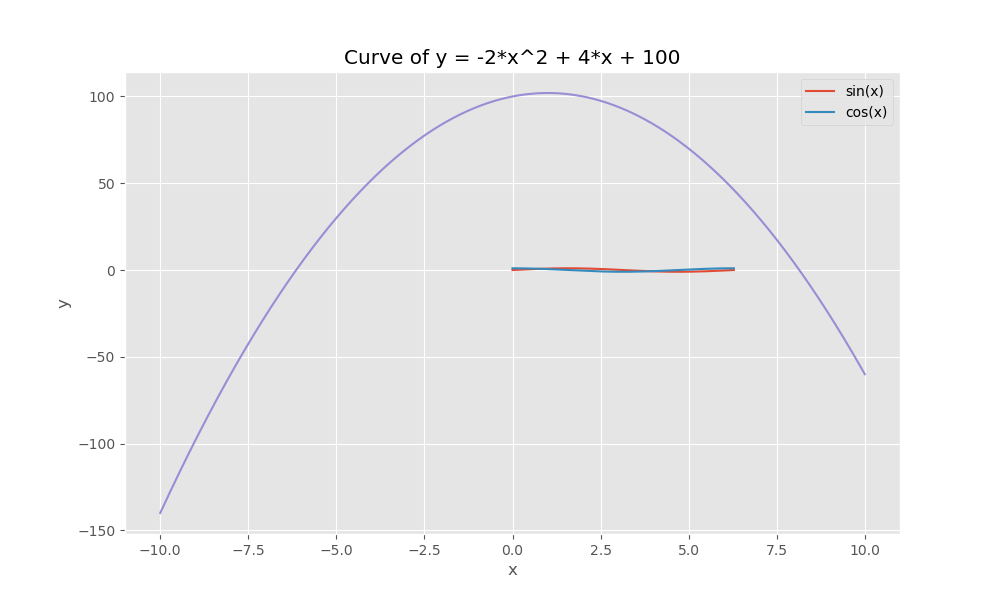 Curve of y = -2*x^2 + 4*x + 100
sin(x)
cos(x)
100
50
0
−50
−100
−150
y
−10.0 −7.5 −5.0 −2.5 0.0 2.5 5.0 7.5 10.0
x